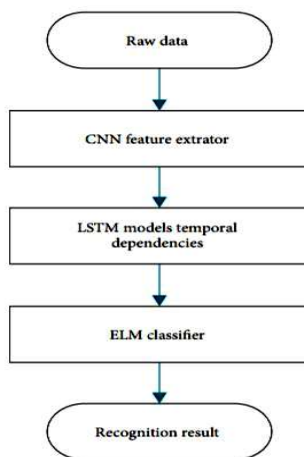 Raw data
CNN feature extrator
LSTM models temporal
dependencies
ELM classifier
Recognition result